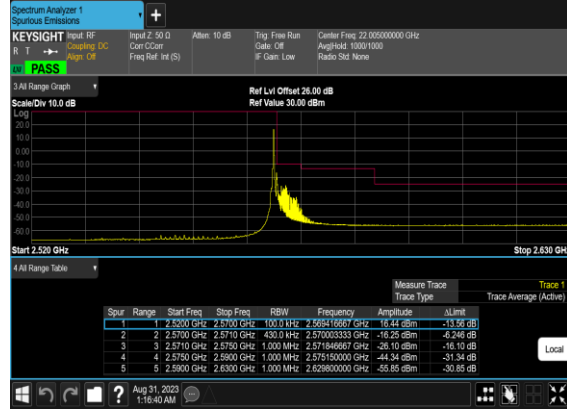 Spectrum Analyzer 1
Spurious Emissions
+
KEYSIGHT Input: RF Input Z: 50 Ω Atten: 10 dB Trig: Free Run Center Freq: 22.005000000 GHz
R T Coupling: DC Corr CCorr Gate: Off Avg|Hold: 1000/1000
Align: Off Freq Ref: Int (S) IF Gain: Low Radio Std: None
PASS
3 All Range Graph
Ref Lvl Offset 26.00 dB
Scale/Div 10.0 dB Ref Value 30.00 dBm
Log
20.0
10.0
0.00
-10.0
-20.0
-30.0
-40.0
-50.0
-60.0
Start 2.520 GHz Stop 2.630 GHz
4 All Range Table
Measure Trace Trace 1
Trace Type Trace Average (Active)
Spur Range Start Freq Stop Freq RBW Frequency Amplitude ΔLimit
1 1 2.5200 GHz 2.5700 GHz 100.0 kHz 2.569416667 GHz 16.44 dBm -13.56 dB
2 2 2.5700 GHz 2.5710 GHz 430.0 kHz 2.570003333 GHz -16.25 dBm -6.246 dB
3 3 2.5710 GHz 2.5750 GHz 1.000 MHz 2.571846667 GHz -26.10 dBm -16.10 dB
4 4 2.5750 GHz 2.5900 GHz 1.000 MHz 2.575150000 GHz -44.34 dBm -31.34 dB
5 5 2.5900 GHz 2.6300 GHz 1.000 MHz 2.629800000 GHz -55.85 dBm -30.85 dB
Local
? Aug 31, 2023
1:16:40 AM